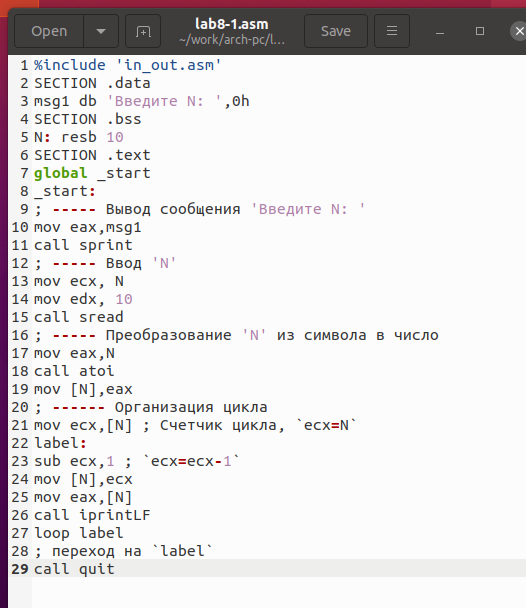 Open
lab8-1.asm
~/work/arch-pc/l…
Save
1 %include 'in_out.asm'
2 SECTION .data
3 msg1 db 'Введите N: ',0h
4 SECTION .bss
5 N: resb 10
6 SECTION .text
7 global _start
8 _start:
9 ; ----- Вывод сообщения 'Введите N: '
10 mov eax,msg1
11 call sprint
12 ; ----- Ввод 'N'
13 mov ecx, N
14 mov edx, 10
15 call sread
16 ; ----- Преобразование 'N' из символа в число
17 mov eax,N
18 call atoi
19 mov [N],eax
20 ; ------ Организация цикла
21 mov ecx,[N] ; Счетчик цикла, `ecx=N`
22 label:
23 sub ecx,1 ; `ecx=ecx-1`
24 mov [N],ecx
25 mov eax,[N]
26 call iprintLF
27 loop label
28 ; переход на `label`
29 call quit